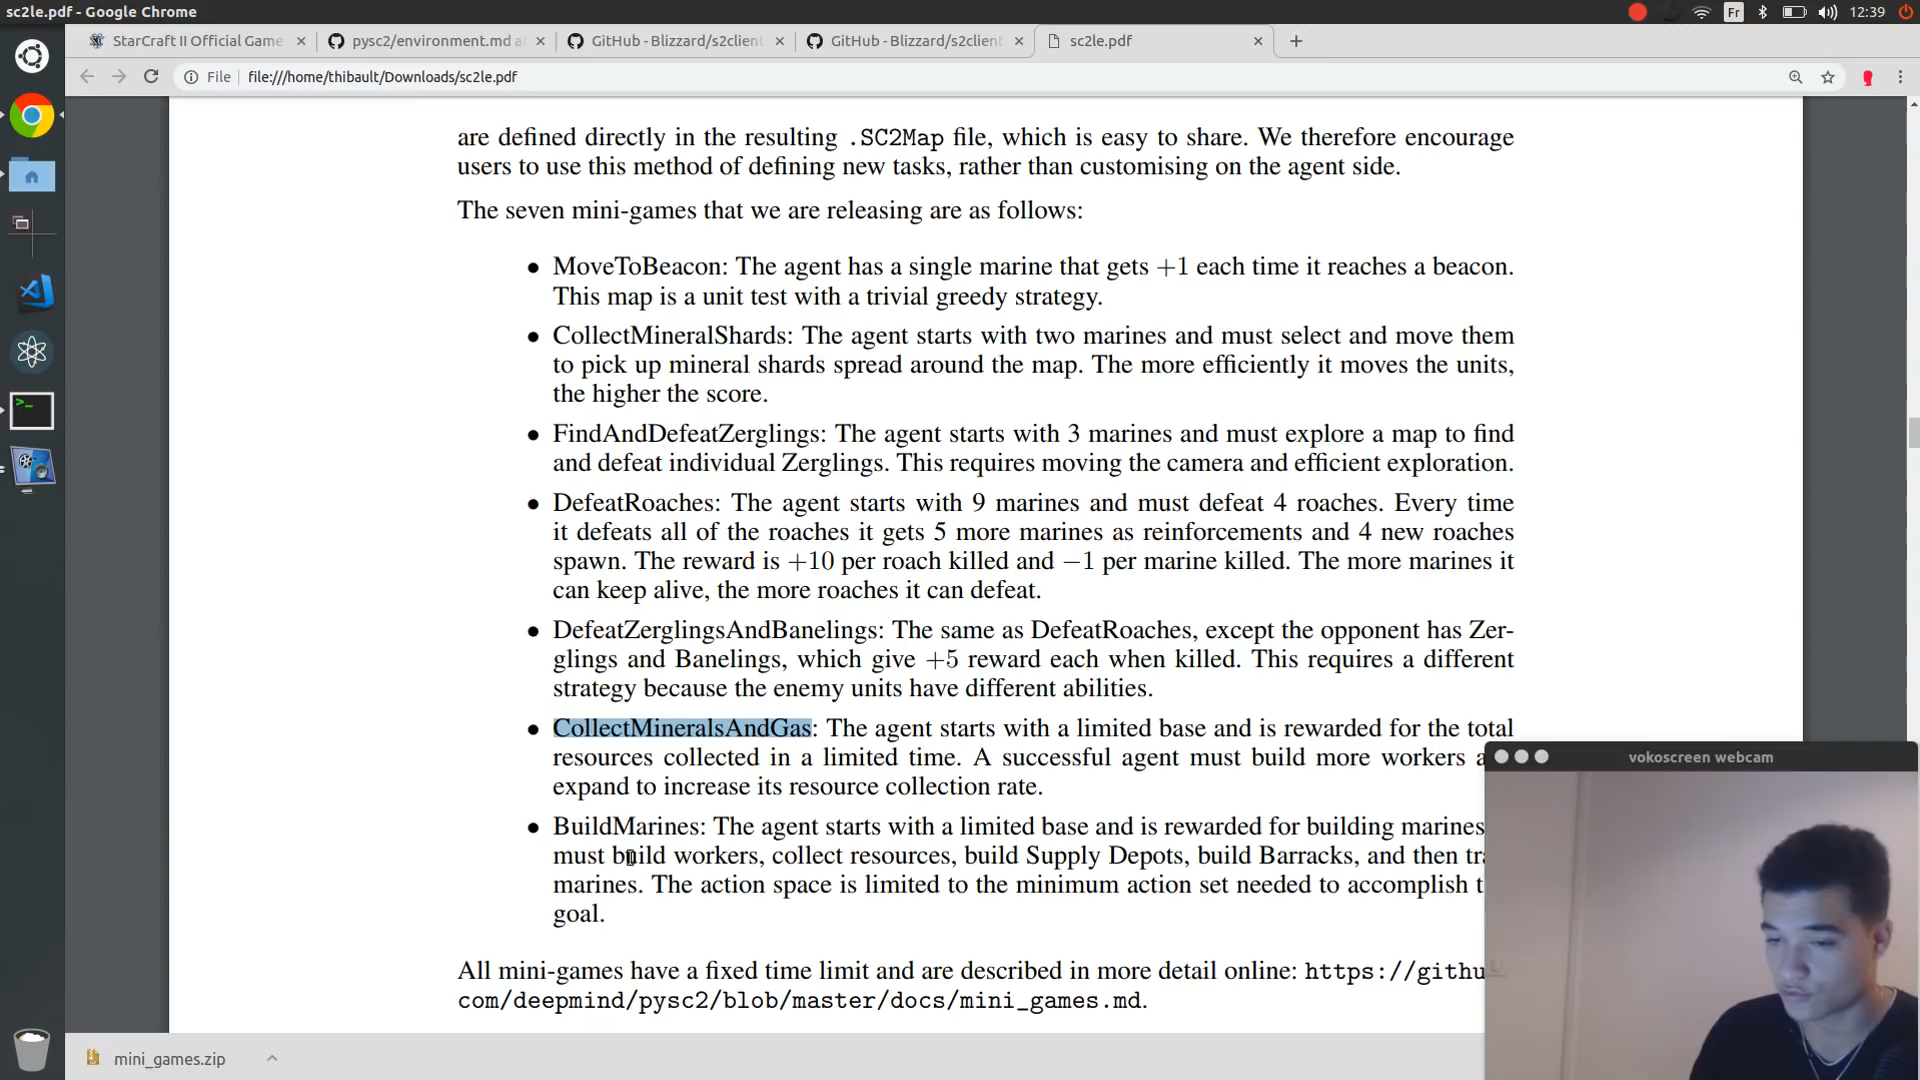 sc2le.pdf - Google Chrome
Fr
12:39
StarCraft II Official Game
pysc2/environment.md at
GitHub - Blizzard/s2client
GitHub - Blizzard/s2client
sc2le.pdf
File
file:///home/thibault/Downloads/sc2le.pdf
are defined directly in the resulting .SC2Map file, which is easy to share. We therefore encourage
users to use this method of defining new tasks, rather than customising on the agent side.
The seven mini-games that we are releasing are as follows:
• MoveToBeacon: The agent has a single marine that gets +1 each time it reaches a beacon.
This map is a unit test with a trivial greedy strategy.
• CollectMineralShards: The agent starts with two marines and must select and move them
to pick up mineral shards spread around the map. The more efficiently it moves the units,
the higher the score.
• FindAndDefeatZerglings: The agent starts with 3 marines and must explore a map to find
and defeat individual Zerglings. This requires moving the camera and efficient exploration.
• DefeatRoaches: The agent starts with 9 marines and must defeat 4 roaches. Every time
it defeats all of the roaches it gets 5 more marines as reinforcements and 4 new roaches
spawn. The reward is +10 per roach killed and −1 per marine killed. The more marines it
can keep alive, the more roaches it can defeat.
• DefeatZerglingsAndBanelings: The same as DefeatRoaches, except the opponent has Zer-
glings and Banelings, which give +5 reward each when killed. This requires a different
strategy because the enemy units have different abilities.
• CollectMineralsAndGas: The agent starts with a limited base and is rewarded for the total
resources collected in a limited time. A successful agent must build more workers a
expand to increase its resource collection rate.
• BuildMarines: The agent starts with a limited base and is rewarded for building marines
must build workers, collect resources, build Supply Depots, build Barracks, and then tra
marines. The action space is limited to the minimum action set needed to accomplish t
goal.
All mini-games have a fixed time limit and are described in more detail online: https://githu
com/deepmind/pysc2/blob/master/docs/mini_games.md.
vokoscreen webcam
mini_games.zip